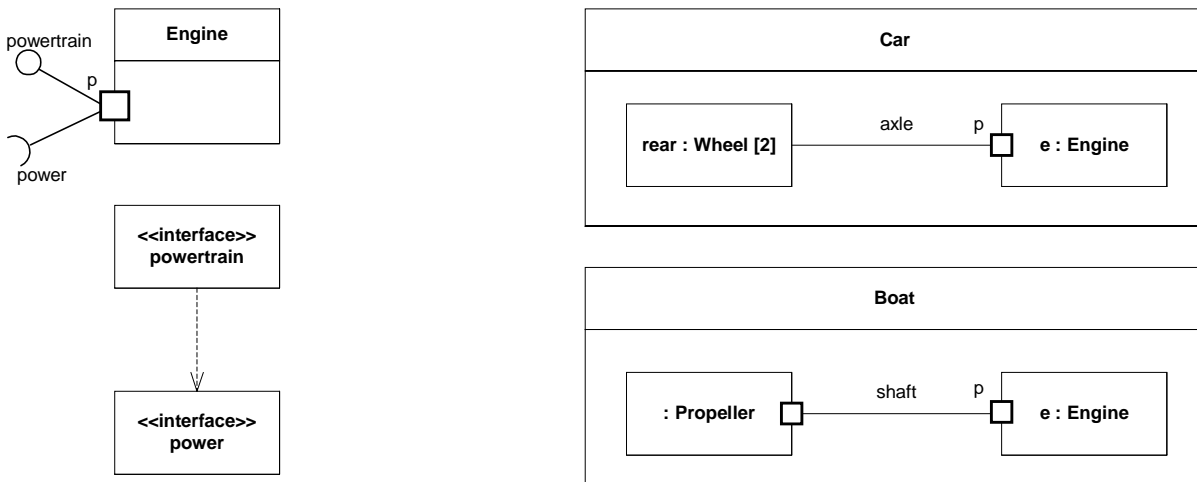 Engine
powertrain
p
power
<<interface>>
powertrain
<<interface>>
power
Car
rear : Wheel [2]
axle
p
e : Engine
Boat
: Propeller
shaft
p
e : Engine